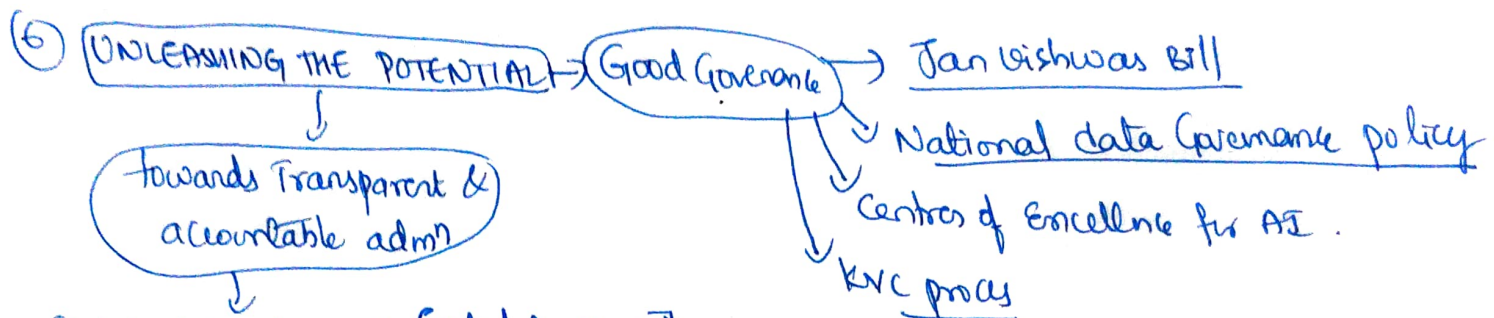 6 UNLEASHING THE POTENTIAL → Good Governance → Jan Vishwas Bill
National data Governance policy
towards Transparent &
accountable admn
Centres of Excellence for AI.
KYC process